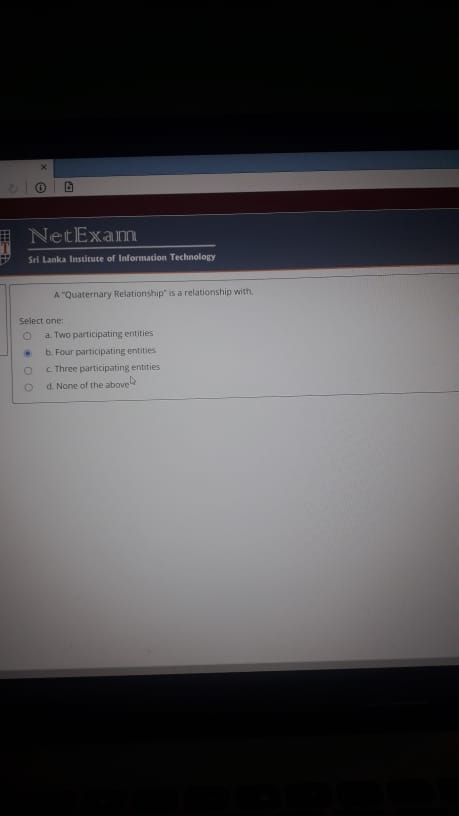 NetExam
Sri Lanka Institute of Information Technology
A "Quaternary Relationship" is a relationship with,
Select one:
a. Two participating entities
b. Four participating entities
c. Three participating entities
d. None of the above